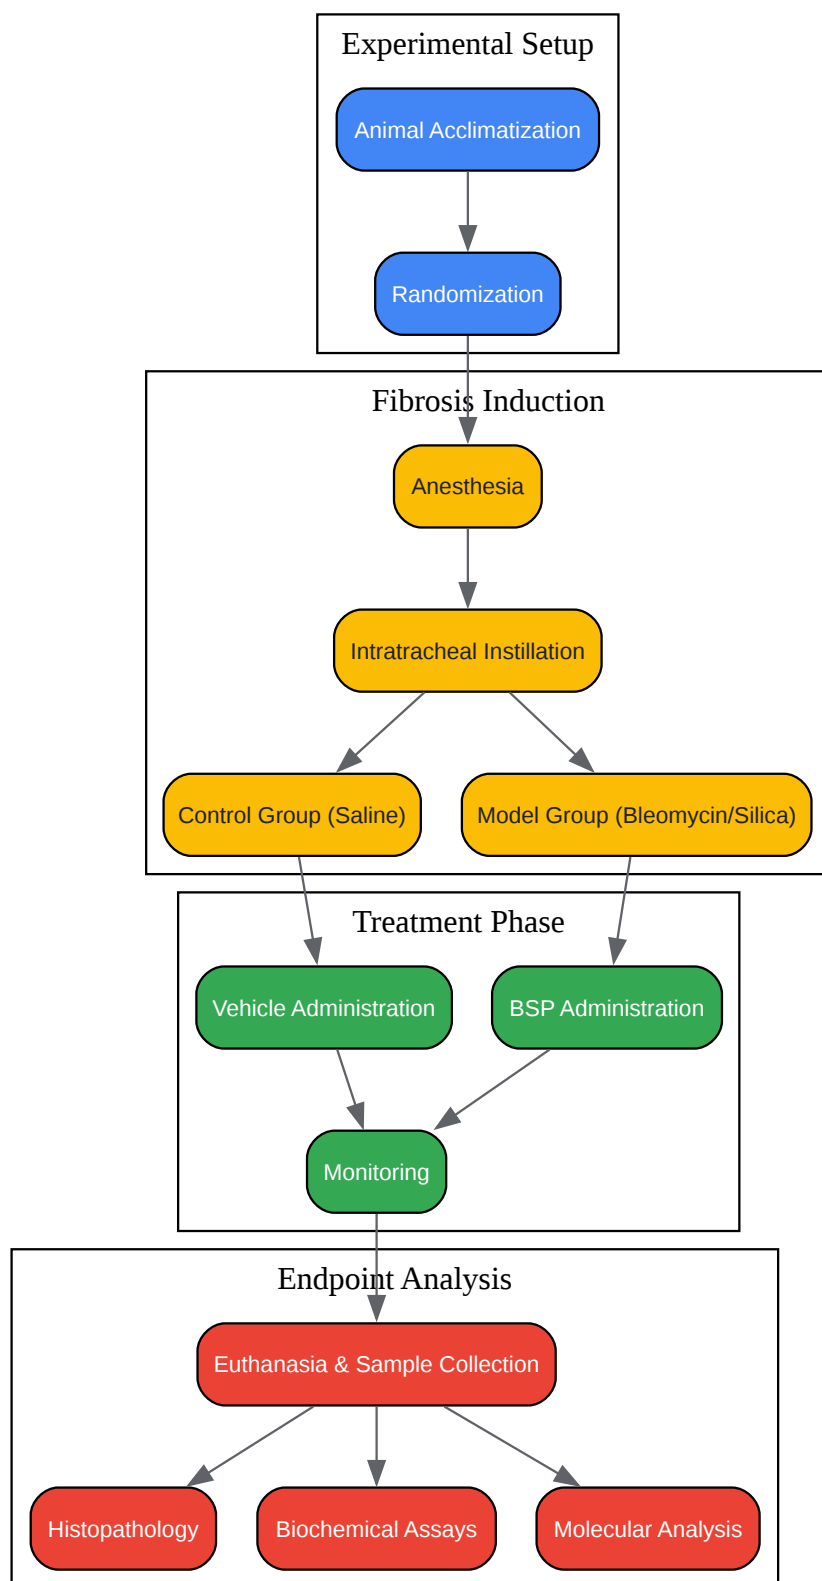 Experimental Setup
Animal Acclimatization
Randomization
Fibrosis Induction
Anesthesia
Intratracheal Instillation
Control Group (Saline)
Model Group (Bleomycin/Silica)
Treatment Phase
Vehicle Administration
BSP Administration
Monitoring
Endpoint Analysis
Euthanasia & Sample Collection
Histopathology
Biochemical Assays
Molecular Analysis